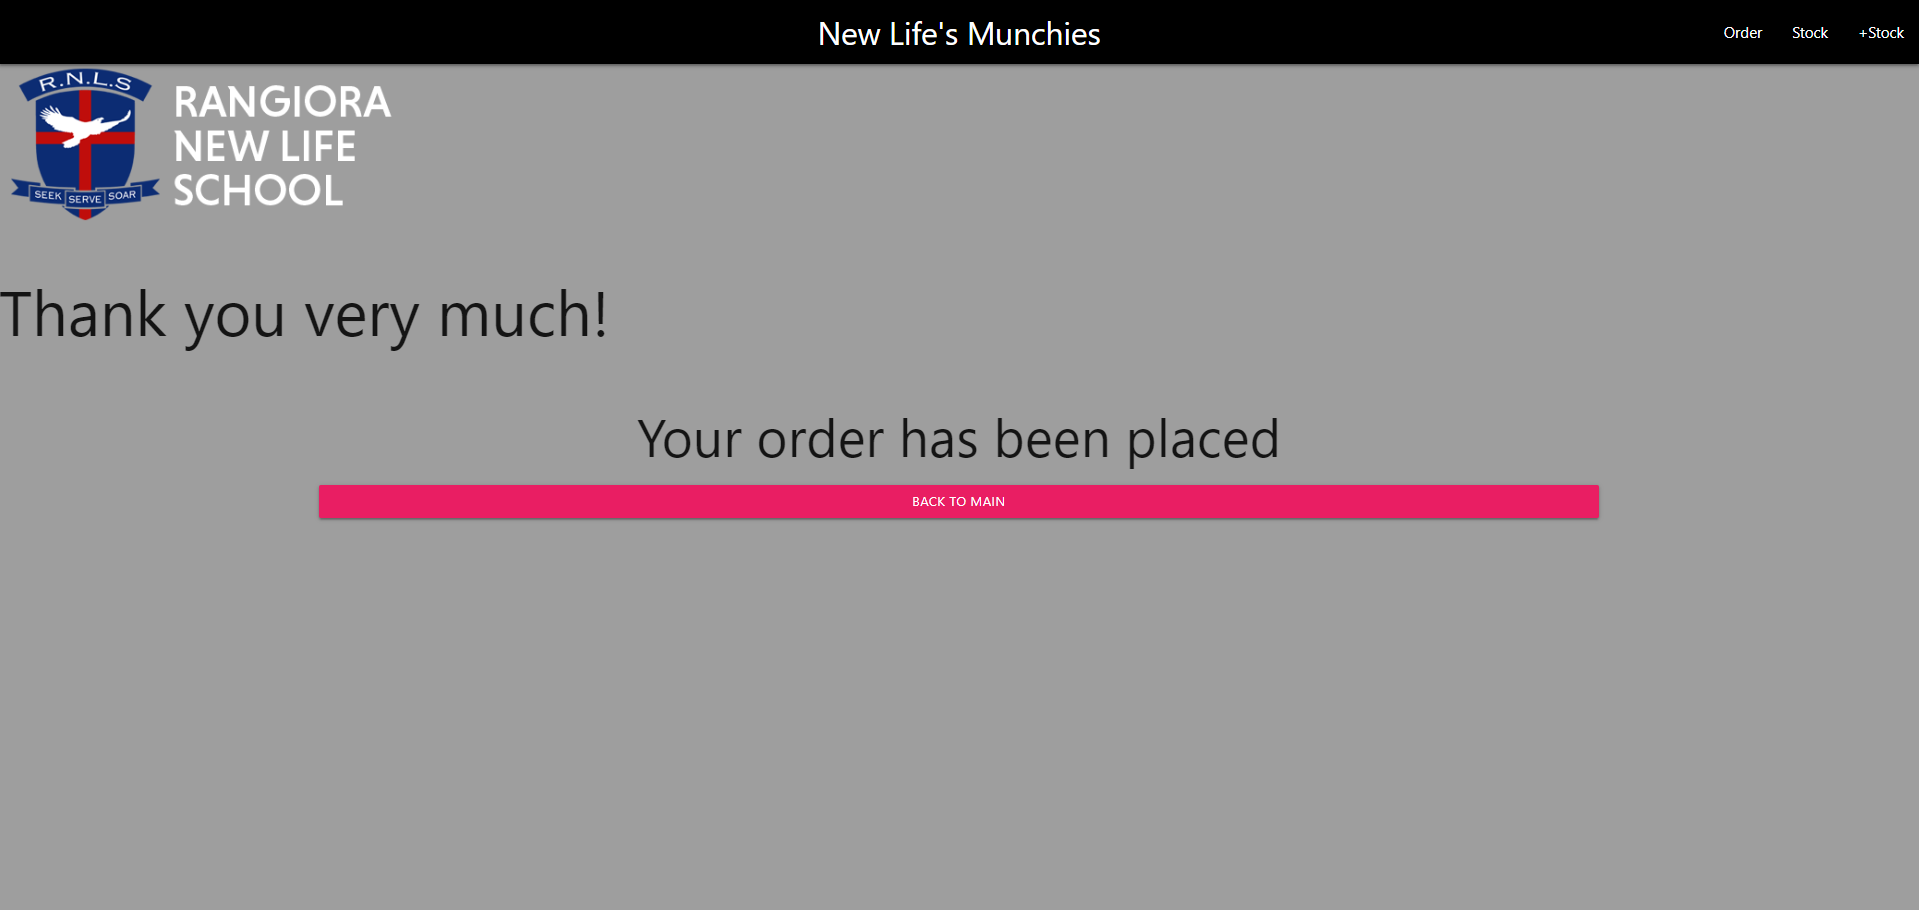 New Life's Munchies
Order
Stock
+Stock
R.N.L.S
SEEK SERVE SOAR
RANGIORA
NEW LIFE
SCHOOL
Thank you very much!
Your order has been placed
BACK TO MAIN